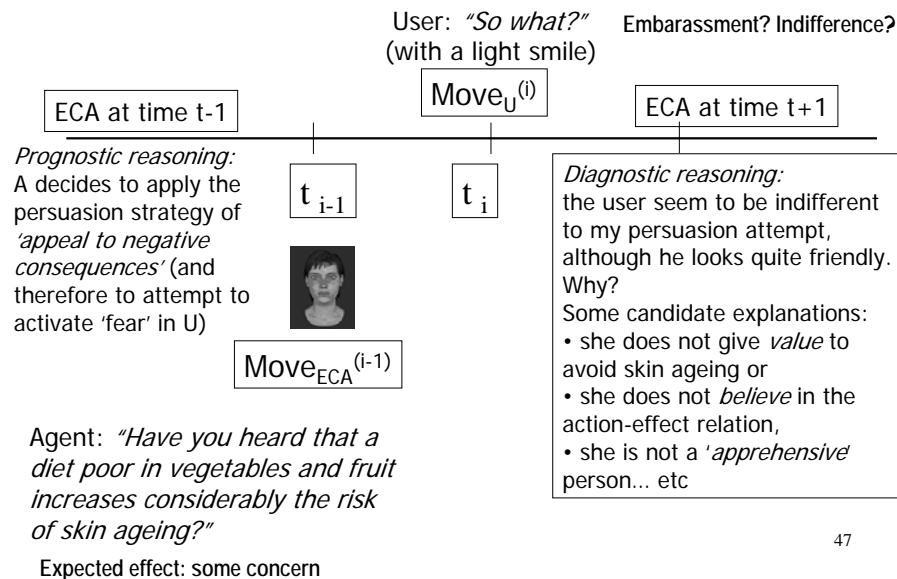 User: "So what?"
(with a light smile)
Embarassment? Indifference?
Move_U^(i)
ECA at time t-1
ECA at time t+1
Prognostic reasoning:
A decides to apply the
persuasion strategy of
'appeal to negative
consequences' (and
therefore to attempt to
activate 'fear' in U)
t i-1
t i
Move_ECA^(i-1)
Diagnostic reasoning:
the user seem to be indifferent
to my persuasion attempt,
although he looks quite friendly.
Why?
Some candidate explanations:
• she does not give value to
avoid skin ageing or
• she does not believe in the
action-effect relation,
• she is not a 'apprehensive'
person... etc
Agent: "Have you heard that a
diet poor in vegetables and fruit
increases considerably the risk
of skin ageing?"
Expected effect: some concern
47